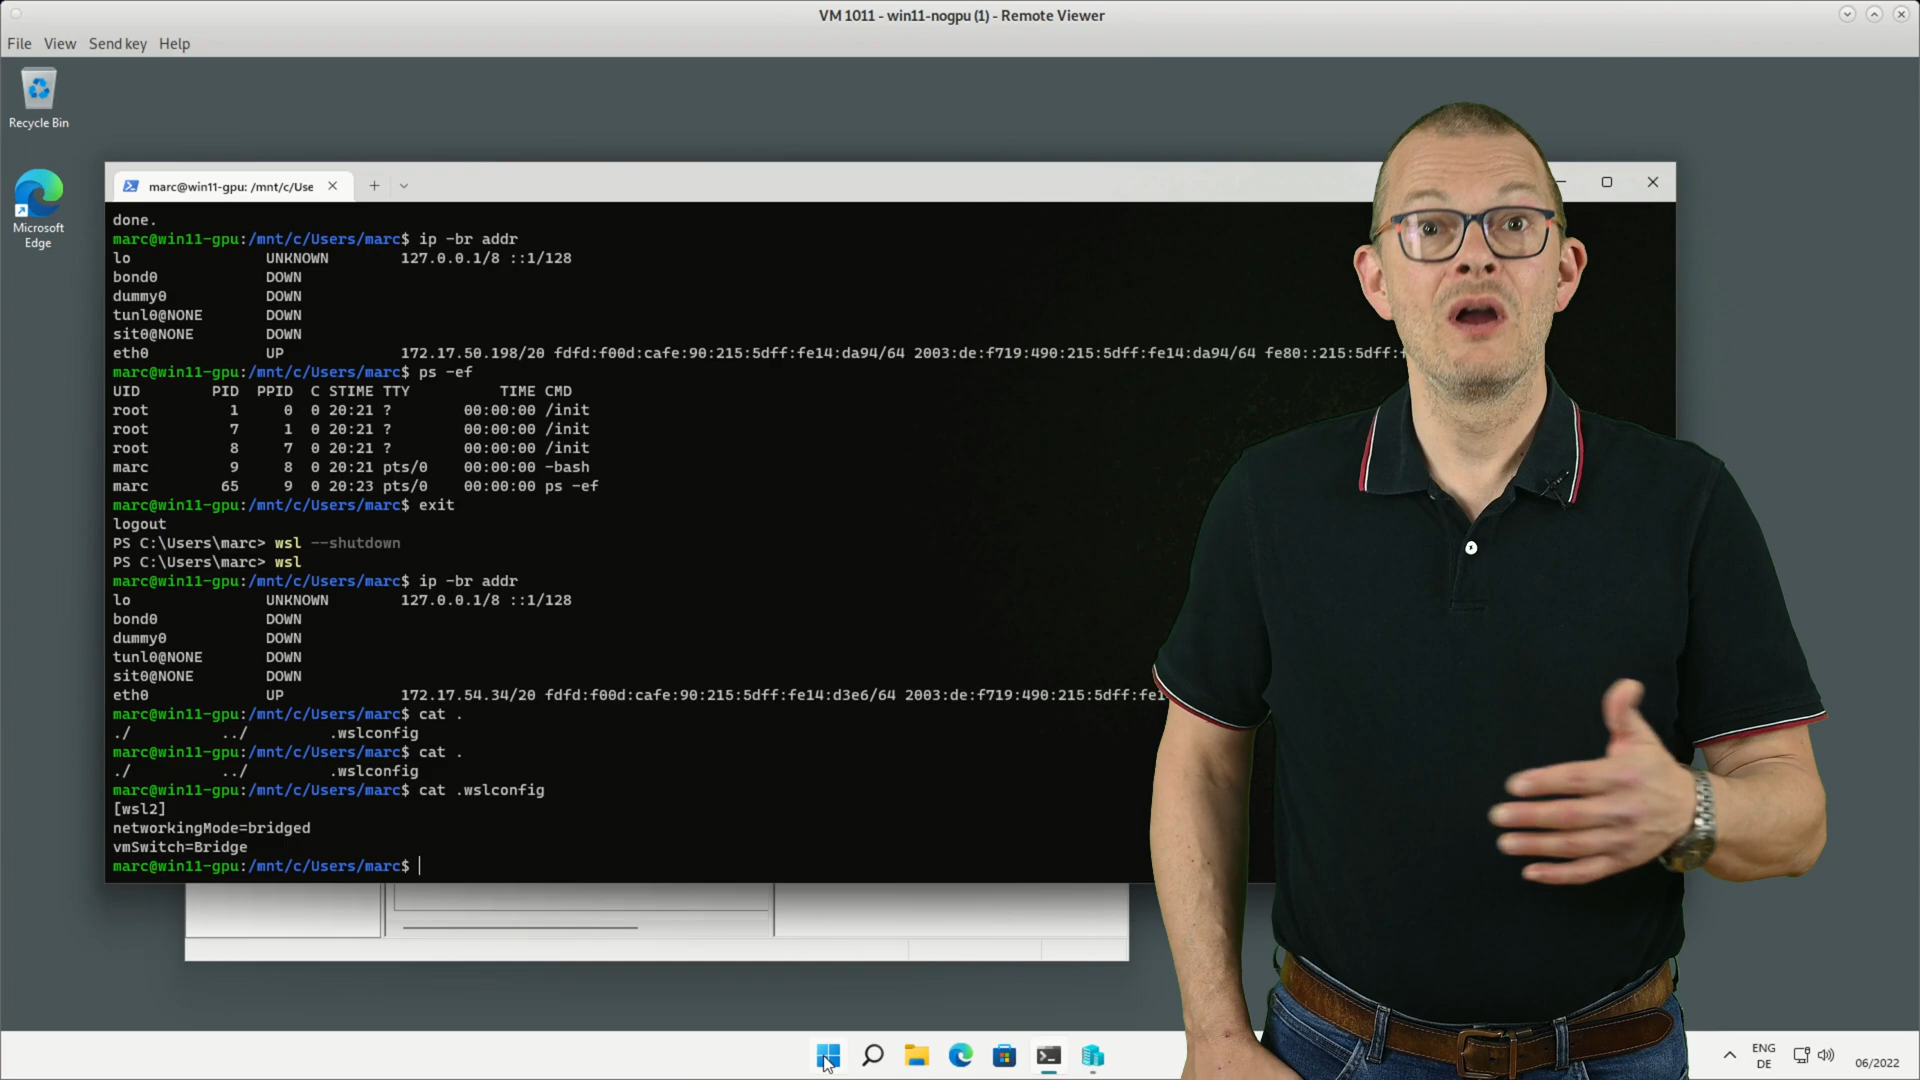 VM 1011 - win11-nogpu (1) - Remote Viewer
File View Send key Help
Recycle Bin
Microsoft
Edge
marc@win11-gpu: /mnt/c/Use
done.
marc@win11-gpu:/mnt/c/Users/marc$ ip -br addr
lo UNKNOWN 127.0.0.1/8 ::1/128
bond0 DOWN
dummy0 DOWN
tunl0@NONE DOWN
sit0@NONE DOWN
eth0 UP 172.17.50.198/20 fdfd:f00d:cafe:90:215:5dff:fe14:da94/64 2003:de:f719:490:215:5dff:fe14:da94/64 fe80::215:5dff:f
marc@win11-gpu:/mnt/c/Users/marc$ ps -ef
UID PID PPID C STIME TTY TIME CMD
root 1 0 0 20:21 ? 00:00:00 /init
root 7 1 0 20:21 ? 00:00:00 /init
root 8 7 0 20:21 ? 00:00:00 /init
marc 9 8 0 20:21 pts/0 00:00:00 -bash
marc 65 9 0 20:23 pts/0 00:00:00 ps -ef
marc@win11-gpu:/mnt/c/Users/marc$ exit
logout
PS C:\Users\marc> wsl --shutdown
PS C:\Users\marc> wsl
marc@win11-gpu:/mnt/c/Users/marc$ ip -br addr
lo UNKNOWN 127.0.0.1/8 ::1/128
bond0 DOWN
dummy0 DOWN
tunl0@NONE DOWN
sit0@NONE DOWN
eth0 UP 172.17.54.34/20 fdfd:f00d:cafe:90:215:5dff:fe14:d3e6/64 2003:de:f719:490:215:5dff:fe1
marc@win11-gpu:/mnt/c/Users/marc$ cat .
./ ../ .wslconfig
marc@win11-gpu:/mnt/c/Users/marc$ cat .
./ ../ .wslconfig
marc@win11-gpu:/mnt/c/Users/marc$ cat .wslconfig
[wsl2]
networkingMode=bridged
vmSwitch=Bridge
marc@win11-gpu:/mnt/c/Users/marc$
ENG
DE
06/2022